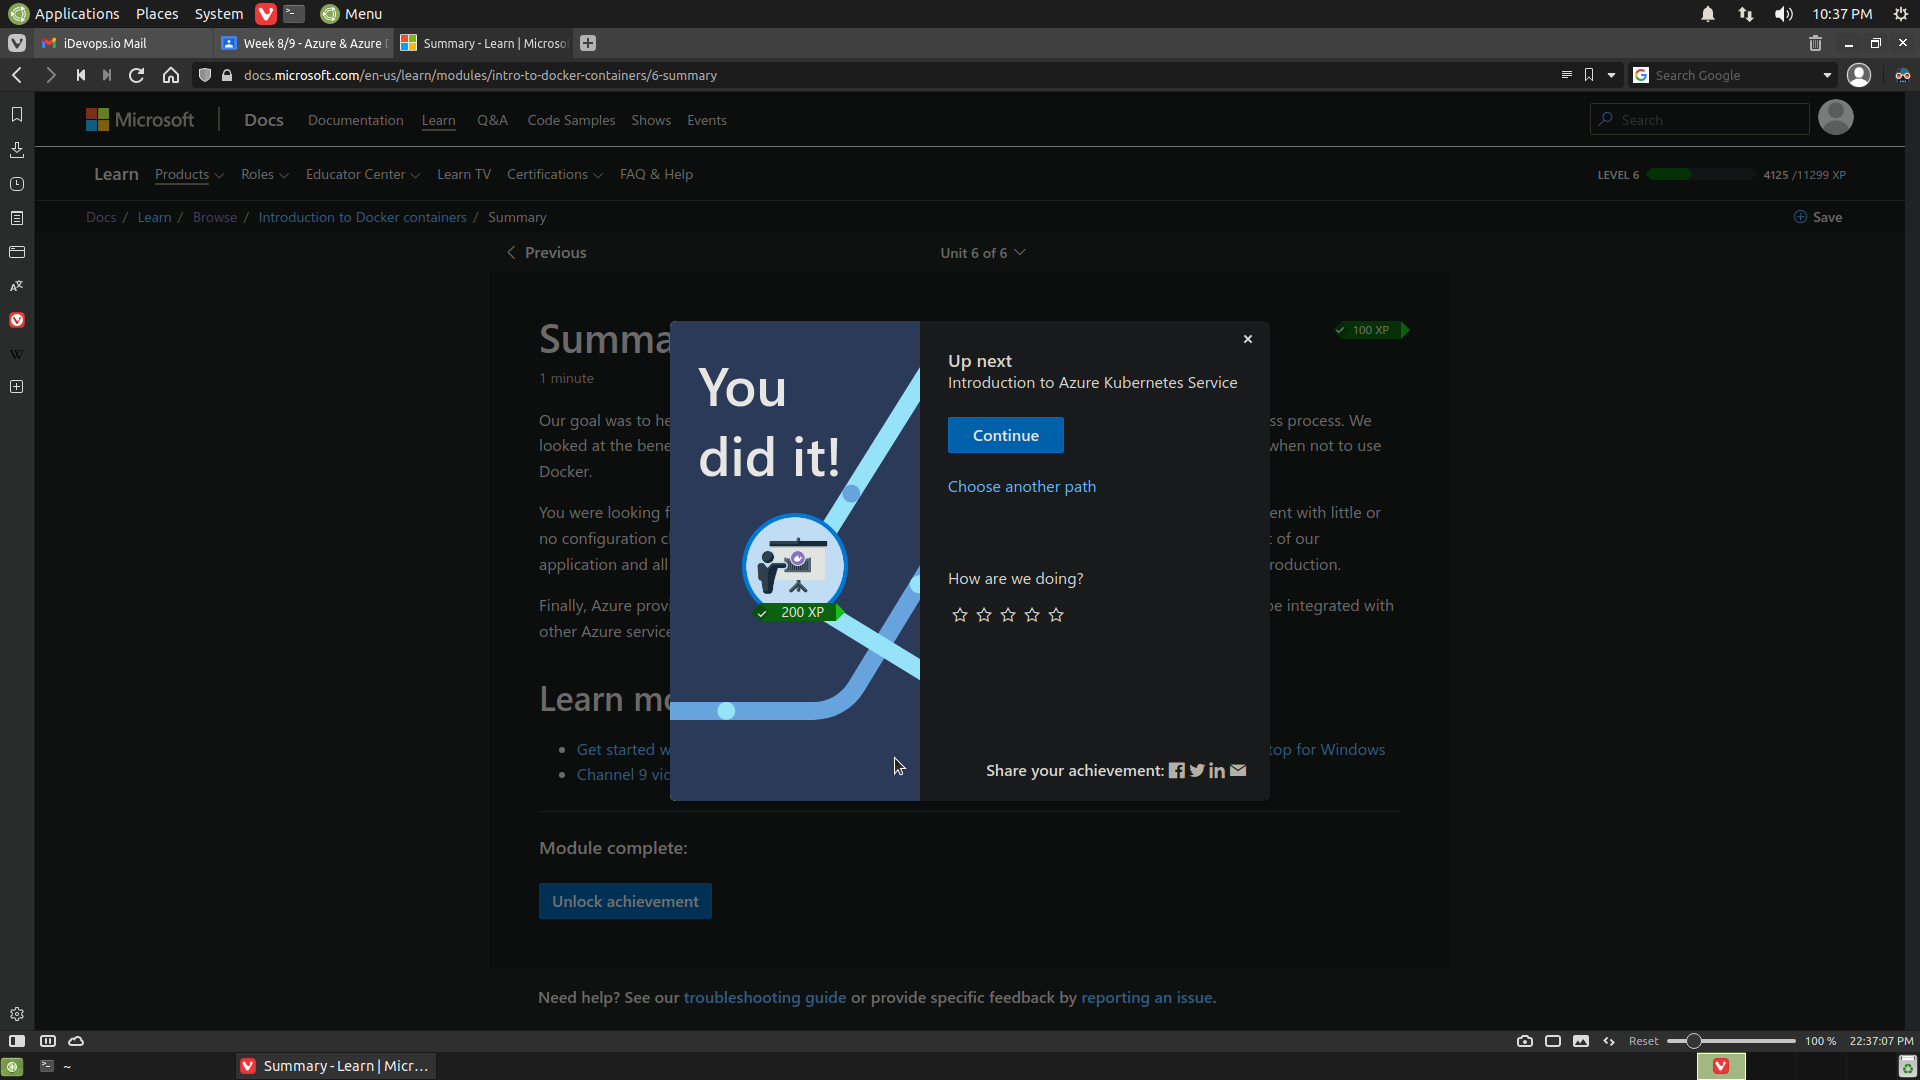 Applications Places System Menu 10:37 PM
iDevops.io Mail Week 8/9 - Azure & Azure Summary - Learn | Microso
docs.microsoft.com/en-us/learn/modules/intro-to-docker-containers/6-summary Search Google
Microsoft Docs Documentation Learn Q&A Code Samples Shows Events Search
Learn Products Roles Educator Center Learn TV Certifications FAQ & Help LEVEL 6 4125 /11299 XP
Docs / Learn / Browse / Introduction to Docker containers / Summary Save
Previous Unit 6 of 6
Summa 100 XP
1 minute
Our goal was to he ss process. We
looked at the bene when not to use
Docker.
You were looking f ent with little or
no configuration c t of our
application and all roduction.
Finally, Azure provi be integrated with
other Azure service
Learn mo
Get started w top for Windows
Channel 9 vid
You
did it!
200 XP
Up next
Introduction to Azure Kubernetes Service
Continue
Choose another path
How are we doing?
Share your achievement:
Module complete:
Unlock achievement
Need help? See our troubleshooting guide or provide specific feedback by reporting an issue.
Reset 100 % 22:37:07 PM
~ Summary - Learn | Micr...